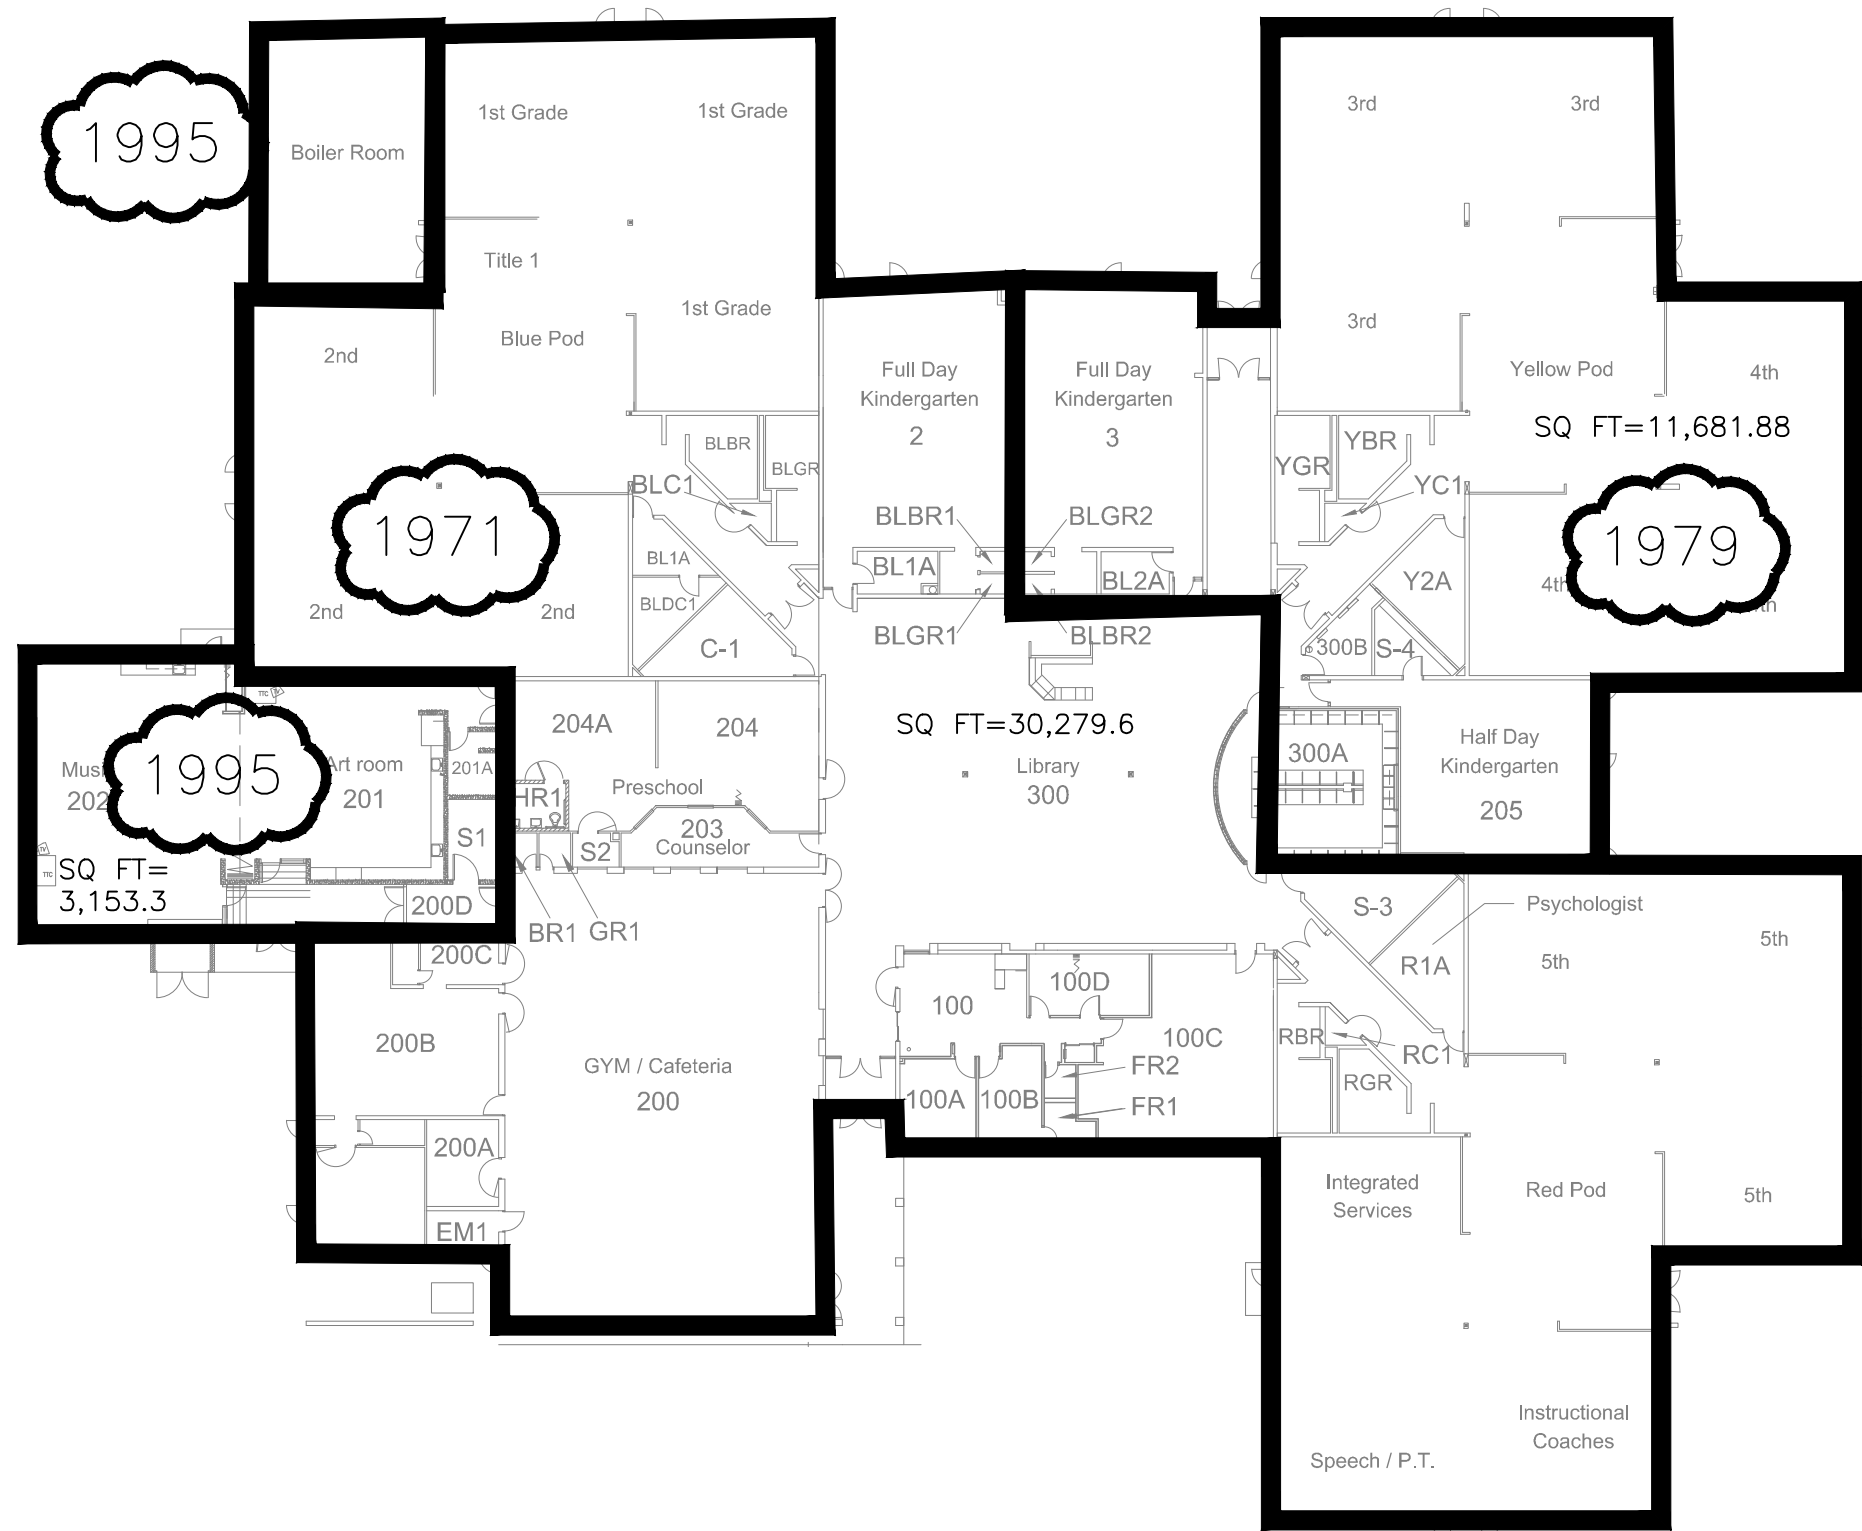 1st Grade
1st Grade
3rd
3rd
1995
Boiler Room
Title 1
1st Grade
3rd
Blue Pod
2nd
Full Day
Kindergarten
2
Full Day
Kindergarten
3
Yellow Pod
4th
SQ FT=11,681.88
BLBR
BLGR
YBR
YGR
BLC1
YC1
1971
BLBR1
BLGR2
1979
BL1A
BL1A
BL2A
Y2A
4th
BLDC1
2nd
2nd
BLGR1
BLBR2
C-1
300B
S-4
TTC
TV
204A
204
SQ FT=30,279.6
Library
300
300A
Half Day
Kindergarten
205
1995
202
Art room
201
201A
Preschool
HR1
203
Counselor
S1
S2
TV
TTC
SQ FT=
3,153.3
200D
BR1
GR1
S-3
Psychologist
5th
200C
5th
R1A
100D
100
200B
100C
RBR
RC1
GYM / Cafeteria
200
FR2
RGR
100A
100B
FR1
200A
Integrated
Services
Red Pod
5th
EM1
Instructional
Coaches
Speech / P.T.